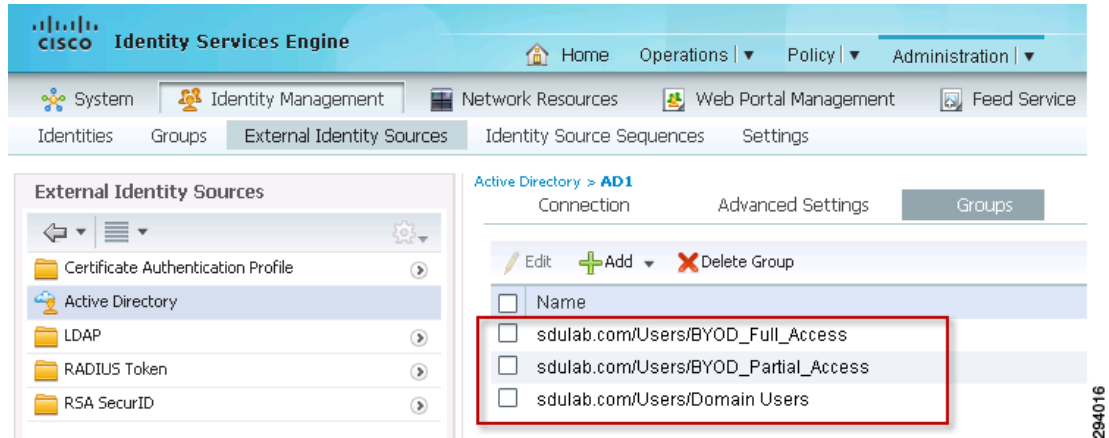 CISCO Identity Services Engine
Home Operations | ▼ Policy | ▼ Administration | ▼
System Identity Management Network Resources Web Portal Management Feed Service
Identities Groups External Identity Sources Identity Source Sequences Settings
External Identity Sources
Certificate Authentication Profile
Active Directory
LDAP
RADIUS Token
RSA SecurID
Active Directory > AD1
Connection Advanced Settings Groups
Edit Add Delete Group
Name
sdulab.com/Users/BYOD_Full_Access
sdulab.com/Users/BYOD_Partial_Access
sdulab.com/Users/Domain Users
294016